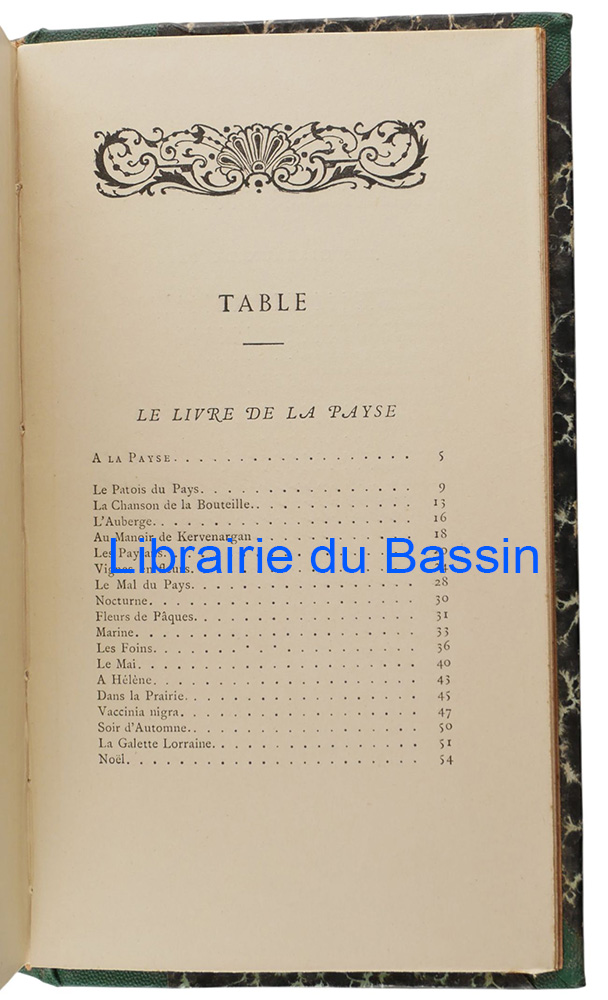 TABLE
LE LIVRE DE LA PAYSE
A LA PAYSE. . . . . . . . . . . . . . . . . . . 5
Le Patois du Pays. . . . . . . . . . . . . . . 9
La Chanson de la Bouteille. . . . . . . . . . . 13
L'Auberge. . . . . . . . . . . . . . . . . . . 16
Au Manoir de Kervenargan . . . . . . . . . . . 18
Les
Librairie du Bassin
Le Mal du Pays. . . . . . . . . . . . . . . . . 28
Nocturne. . . . . . . . . . . . . . . . . . . . 30
Fleurs de Pâques. . . . . . . . . . . . . . . . 31
Marine. . . . . . . . . . . . . . . . . . . . . 33
Les Foins. . . . . . . . . . . . . . . . . . . 36
Le Mai. . . . . . . . . . . . . . . . . . . . . 40
A Hélène. . . . . . . . . . . . . . . . . . . . 43
Dans la Prairie. . . . . . . . . . . . . . . . 45
Vaccinia nigra. . . . . . . . . . . . . . . . . 47
Soir d'Automne. . . . . . . . . . . . . . . . . 50
La Galette Lorraine. . . . . . . . . . . . . . 51
Noël. . . . . . . . . . . . . . . . . . . . . . 54